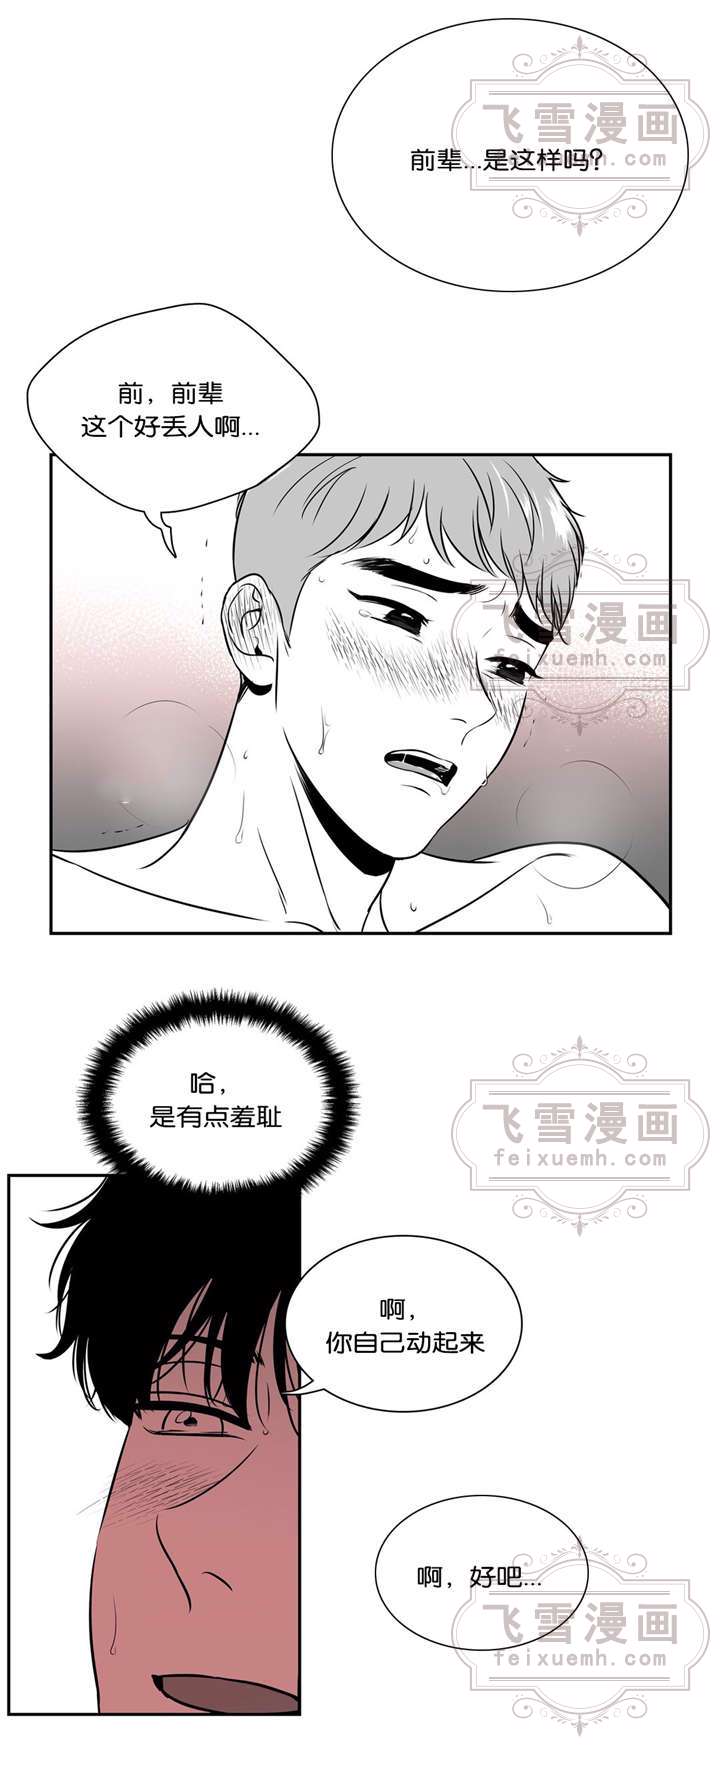 飞雪漫画
前辈...是这样吗?
feixuemh.com
前，前辈
这个好丢人啊...
飞雪漫画
feixuemh.com
哈，
是有点羞耻
飞雪漫画
feixuemh.com
啊，
你自己动起来
啊，好吧...
飞雪漫画
feixuemh.com